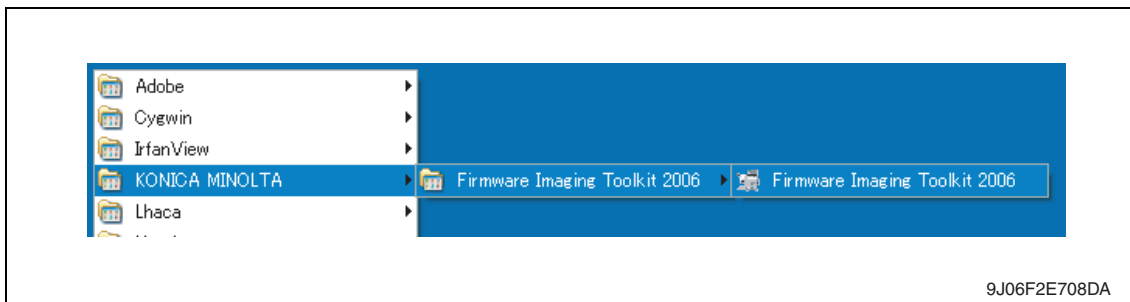 Adobe
Cygwin
IrfanView
KONICA MINOLTA Firmware Imaging Toolkit 2006 Firmware Imaging Toolkit 2006
Lhaca
9J06F2E708DA